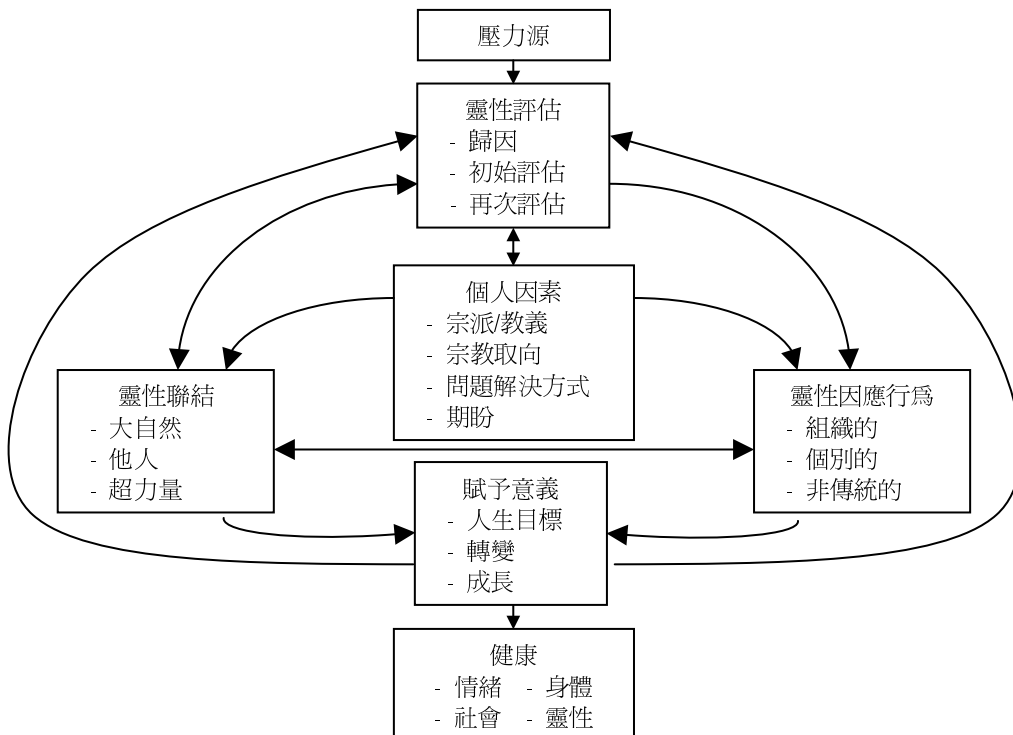 壓力源
靈性評估
- 歸因
- 初始評估
- 再次評估
個人因素
- 宗派/教義
- 宗教取向
- 問題解決方式
- 期盼
靈性聯結
- 大自然
- 他人
- 超力量
靈性因應行爲
- 組織的
- 個別的
- 非傳統的
賦予意義
- 人生目標
- 轉變
- 成長
健康
- 情緒 - 身體
- 社會 - 靈性